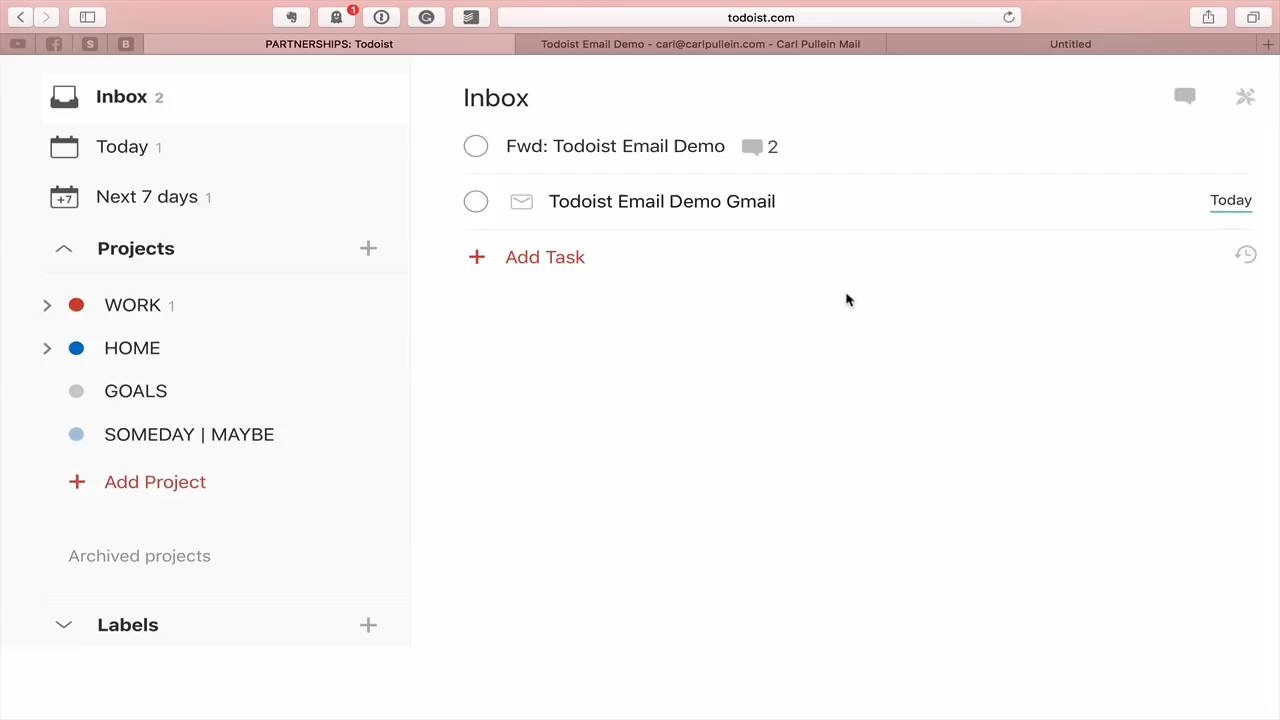 1
todoist.com
S
B
PARTNERSHIPS: Todoist
Todoist Email Demo - carl@carlpullein.com - Carl Pullein Mail
Untitled
Inbox 2
Today 1
+7
Next 7 days 1
Projects
WORK 1
HOME
GOALS
SOMEDAY | MAYBE
Add Project
Archived projects
Labels
Inbox
Fwd: Todoist Email Demo 2
Todoist Email Demo Gmail
Today
Add Task